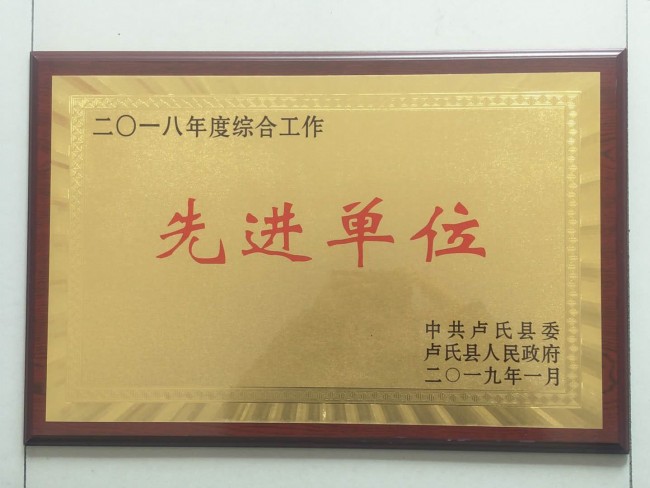 二〇一八年度综合工作
先进单位
中共卢氏县委
卢氏县人民政府
二〇一九年一月